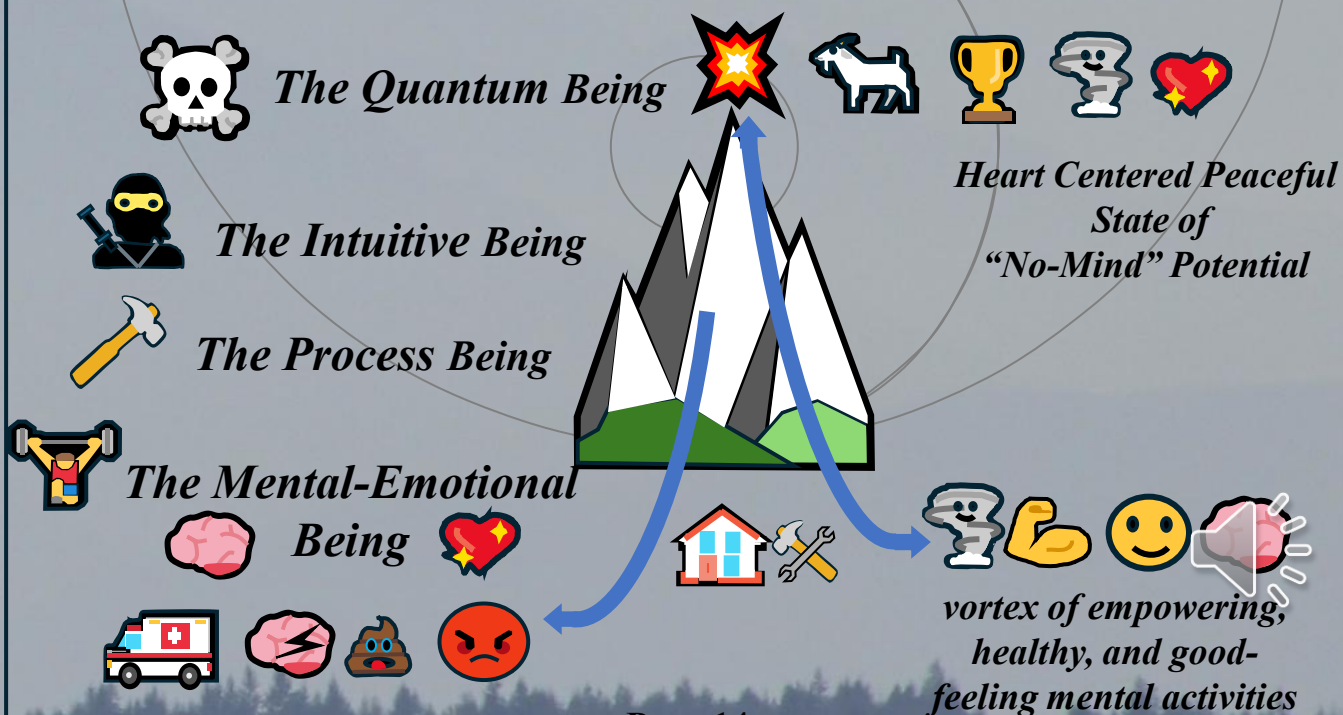 The Quantum Being
Heart Centered Peaceful
State of
“No-Mind” Potential
The Intuitive Being
The Process Being
The Mental-Emotional
Being
vortex of empowering,
healthy, and good-
feeling mental activities